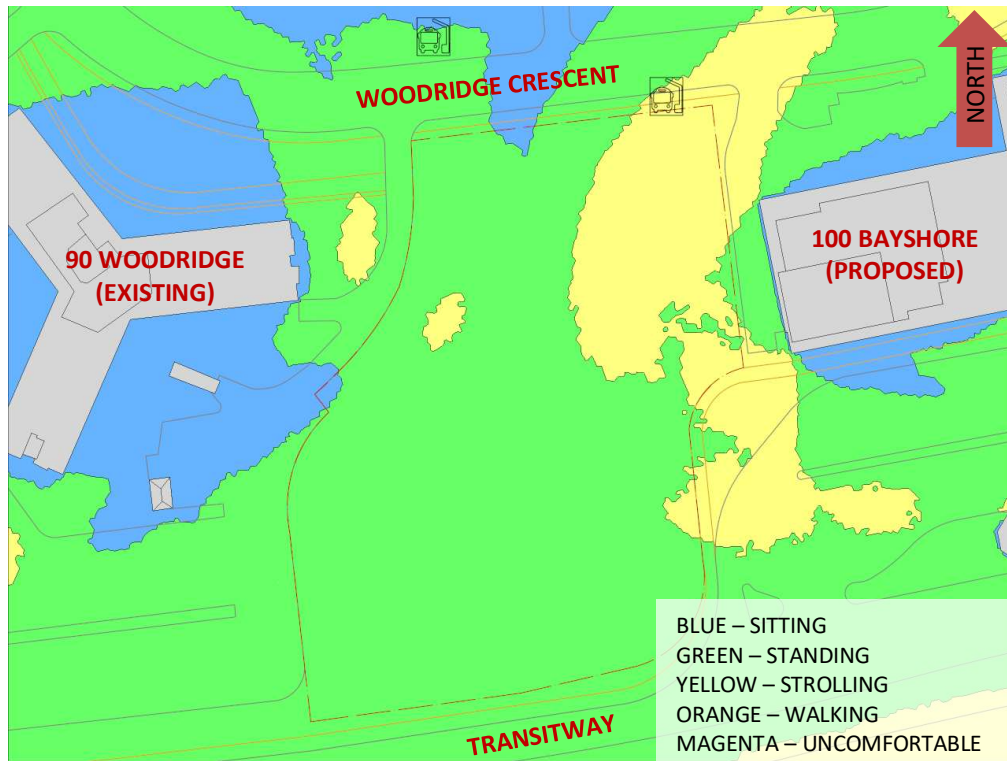 WOODRIDGE CRESCENT
NORTH
90 WOODRIDGE
(EXISTING)
100 BAYSHORE
(PROPOSED)
BLUE – SITTING
GREEN – STANDING
YELLOW – STROLLING
ORANGE – WALKING
MAGENTA – UNCOMFORTABLE
TRANSITWAY